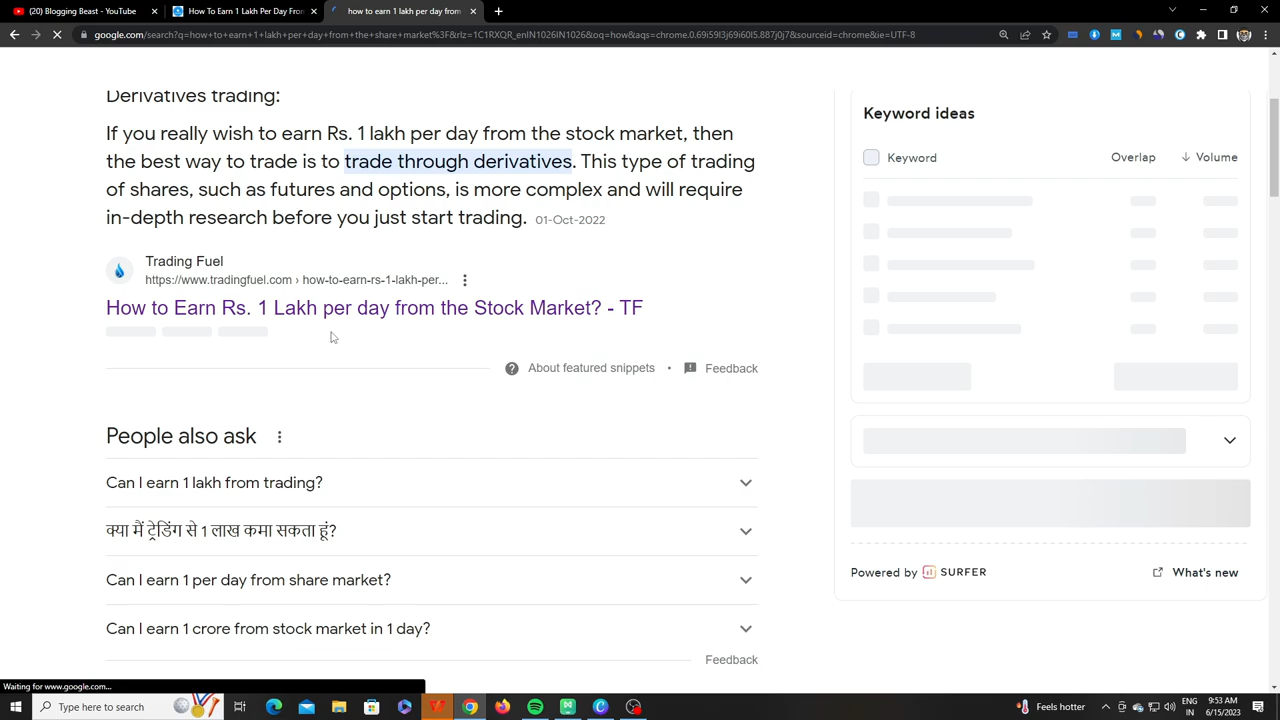 (20) Blogging Beast - YouTube
How To Earn 1 Lakh Per Day From
how to earn 1 lakh per day from
google.com/search?q=how+to+earn+1+lakh+per+day+from+the+share+market%3F&rlz=1C1RXQR_enIN1026IN1026&oq=how&aqs=chrome.0.69i59l3j69i60l5.887j0j7&sourceid=chrome&ie=UTF-8
Derivatives trading:
If you really wish to earn Rs. 1 lakh per day from the stock market, then
the best way to trade is to trade through derivatives. This type of trading
of shares, such as futures and options, is more complex and will require
in-depth research before you just start trading. 01-Oct-2022
Trading Fuel
https://www.tradingfuel.com › how-to-earn-rs-1-lakh-per...
How to Earn Rs. 1 Lakh per day from the Stock Market? - TF
About featured snippets • Feedback
People also ask
Can I earn 1 lakh from trading?
क्या मैं ट्रेडिंग से 1 लाख कमा सकता हूं?
Can I earn 1 per day from share market?
Can I earn 1 crore from stock market in 1 day?
Feedback
Keyword ideas
Keyword Overlap Volume
Powered by SURFER What's new
Waiting for www.google.com...
Type here to search
Feels hotter
ENG
IN
9:53 AM
6/15/2023